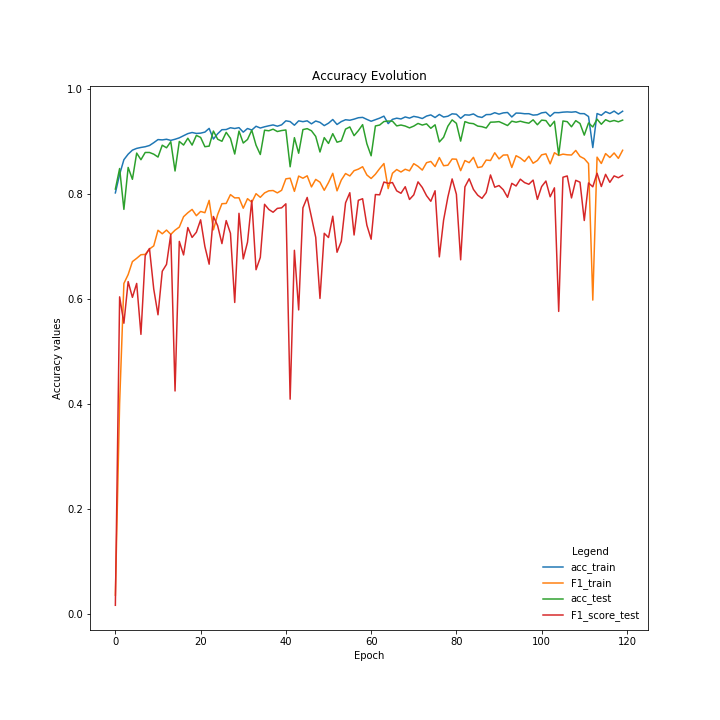 Accuracy Evolution
1.0
0.8
0.6
0.4
0.2
0.0
Accuracy values
0 20 40 60 80 100 120
Epoch
Legend
acc_train
F1_train
acc_test
F1_score_test